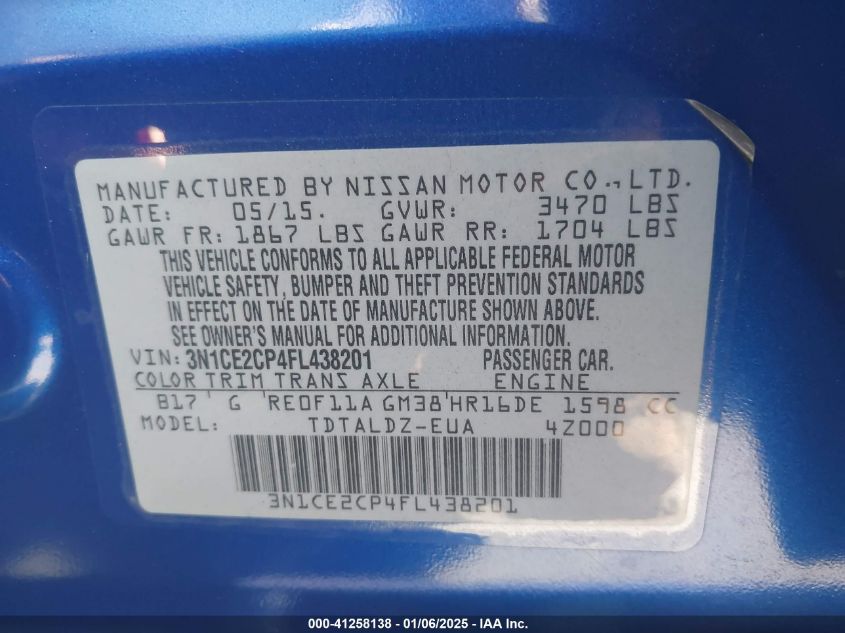 MANUFACTURED BY NISSAN MOTOR CO., LTD.
DATE: 05/15. GVWR: 3470 LBS
GAWR FR: 1867 LBS GAWR RR: 1704 LBS
THIS VEHICLE CONFORMS TO ALL APPLICABLE FEDERAL MOTOR
VEHICLE SAFETY, BUMPER AND THEFT PREVENTION STANDARDS
IN EFFECT ON THE DATE OF MANUFACTURE SHOWN ABOVE.
SEE OWNER'S MANUAL FOR ADDITIONAL INFORMATION.
VIN: 3N1CE2CP4FL438201 PASSENGER CAR.
COLOR TRIM TRANS AXLE ENGINE
B17 G RE0F11A GM38 HR16DE 1598 CC
MODEL: TDTALDZ-EUA 4Z000
3N1CE2CP4FL438201
000-41258138 - 01/06/2025 - IAA Inc.